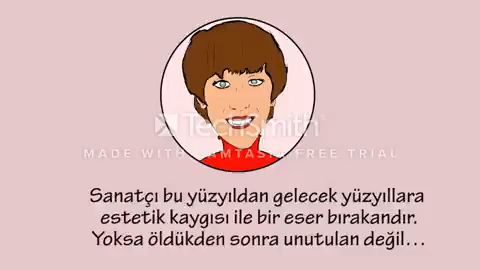 TechSmith
MADE WITH CAMTASIA FREE TRIAL
Sanatçı bu yüzyıldan gelecek yüzyıllara
estetik kaygısı ile bir eser bırakandır.
Yoksa öldükden sonra unutulan değil...